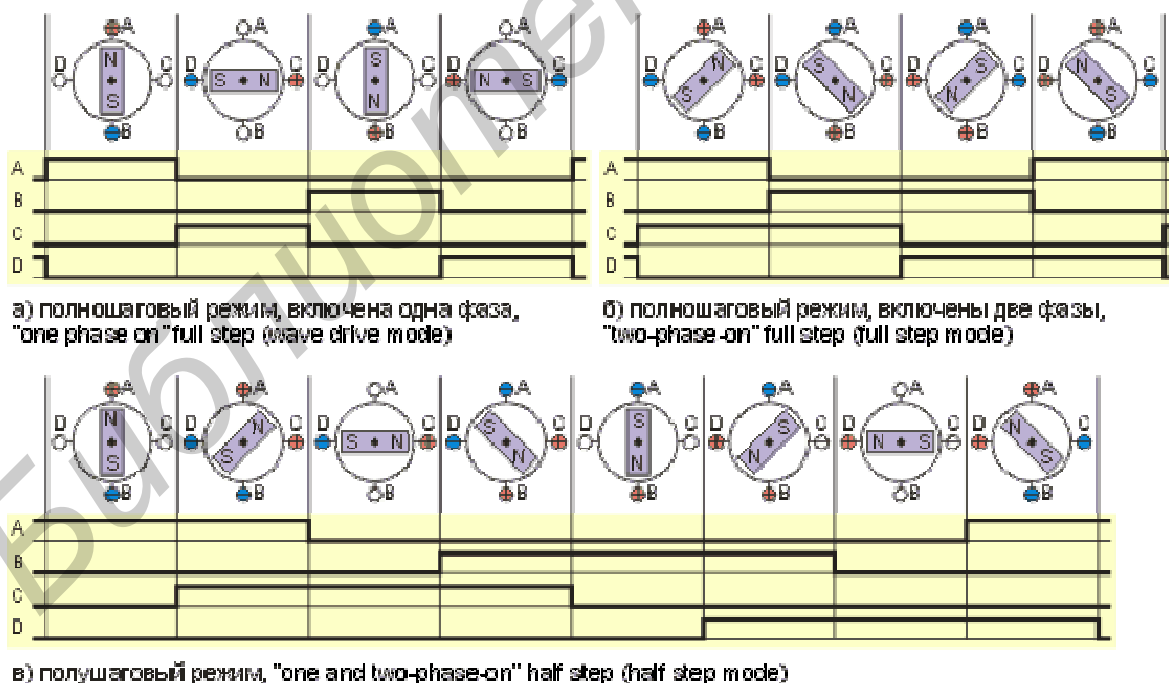 A A A A A A A A
D C D C D C D C D C D C D C D C
N S S N N S N S S N N S S N S N
B B B B B B B B
A A
B B
C C
D D
а) полношаговый режим, включена одна фаза,
"one phase on "full step (wave drive mode)
б) полношаговый режим, включены две фазы,
"two-phase-on" full step (full step mode)
A A A A A A A A
D C D C D C D C D C D C D C D C
N S N S S N S N S N S N N S N S
B B B B B B B B
A
B
C
D
в) полушаговый режим, "one and two-phase-on" half step (half step mode)